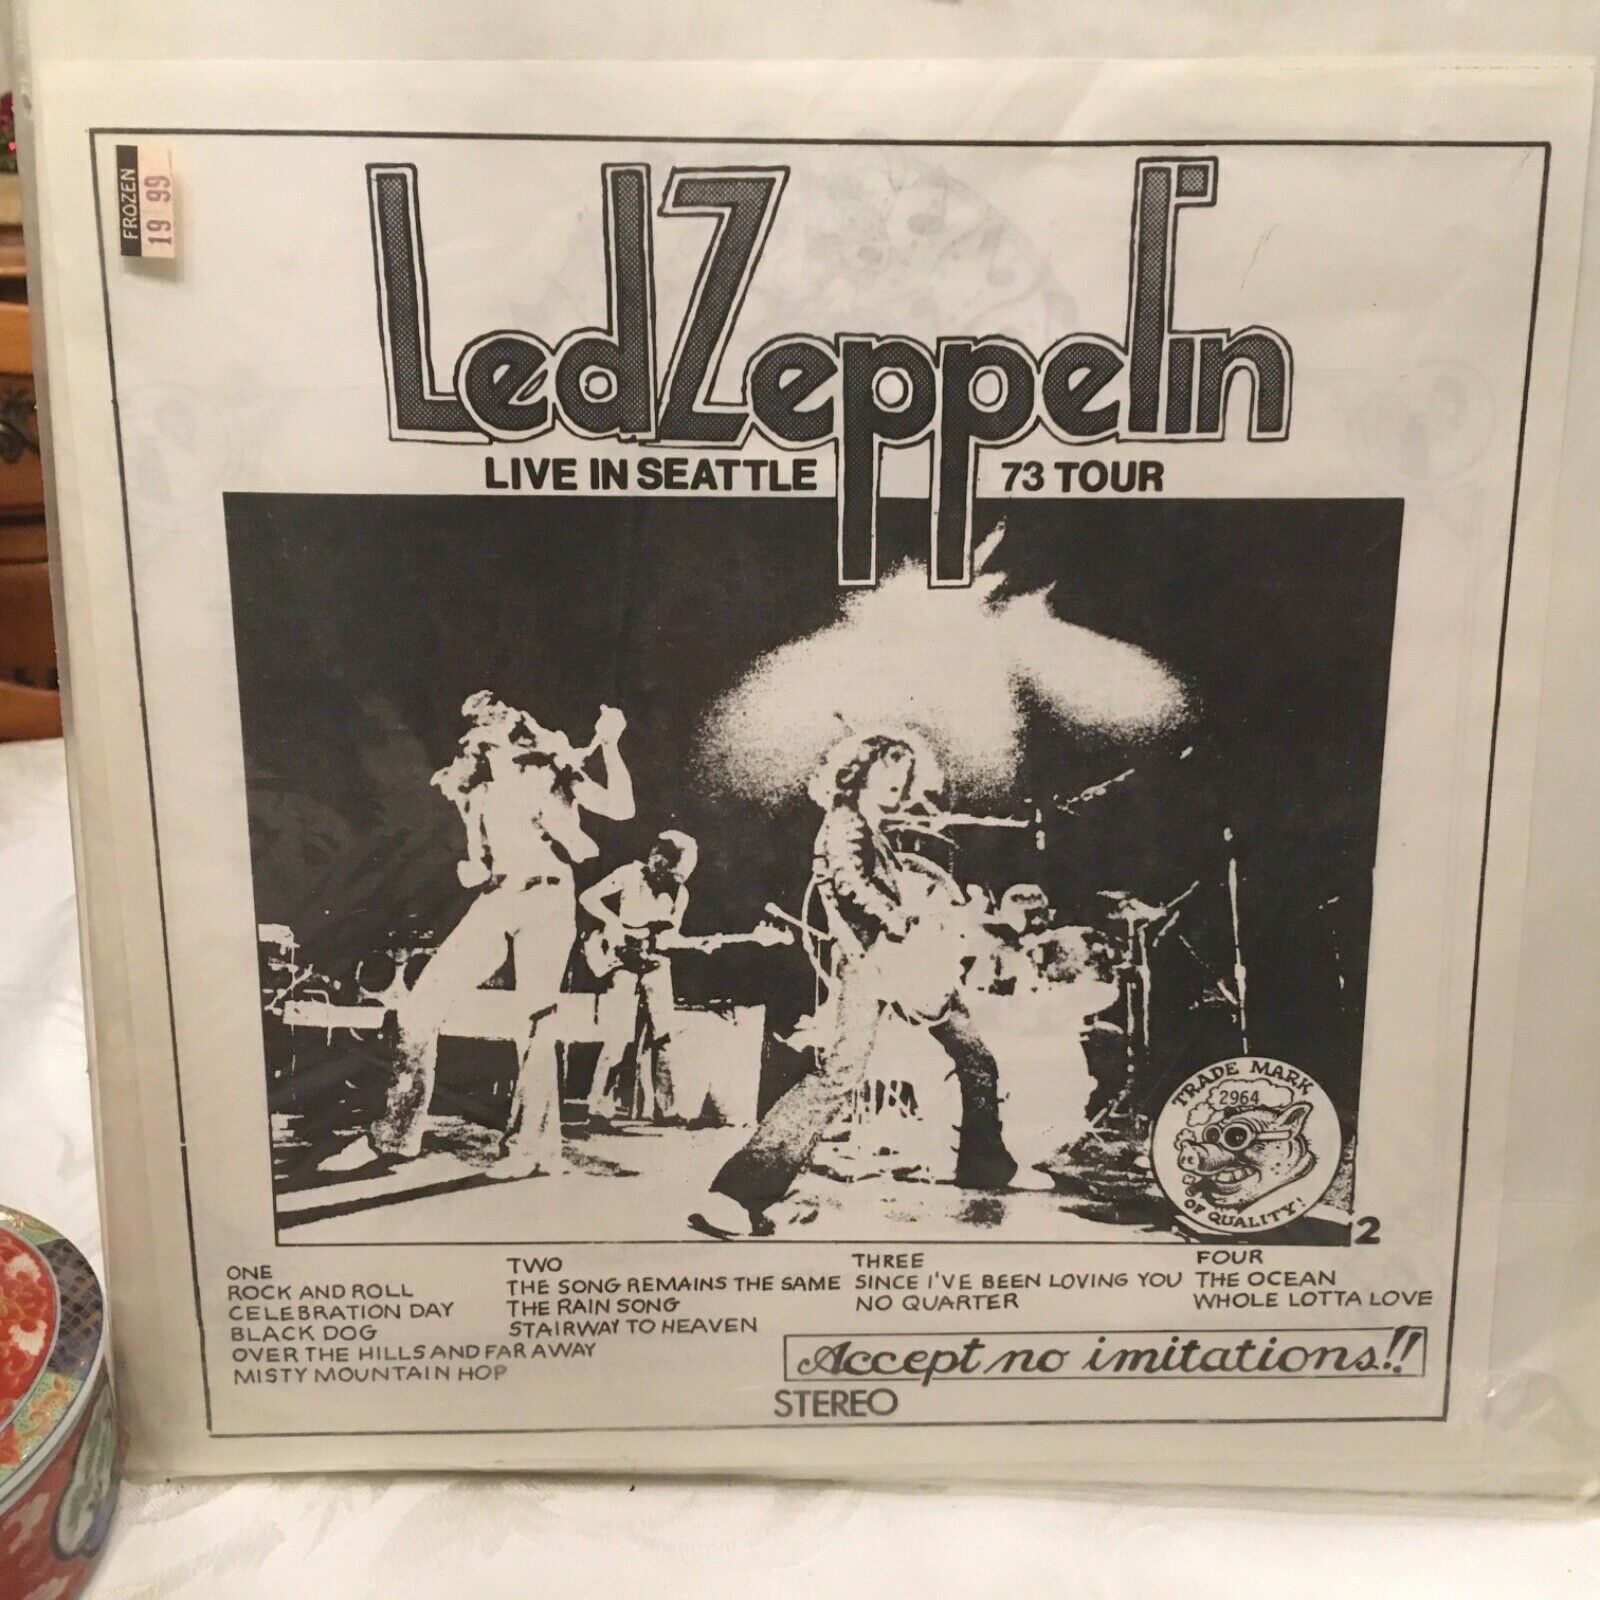 FROZEN
19 99
Led Zeppelin
LIVE IN SEATTLE 73 TOUR
TRADE MARK
2964
OF QUALITY!
2
ONE
ROCK AND ROLL
CELEBRATION DAY
BLACK DOG
OVER THE HILLS AND FAR AWAY
MISTY MOUNTAIN HOP
TWO
THE SONG REMAINS THE SAME
THE RAIN SONG
STAIRWAY TO HEAVEN
THREE
SINCE I'VE BEEN LOVING YOU
NO QUARTER
FOUR
THE OCEAN
WHOLE LOTTA LOVE
Accept no imitations!!
STEREO